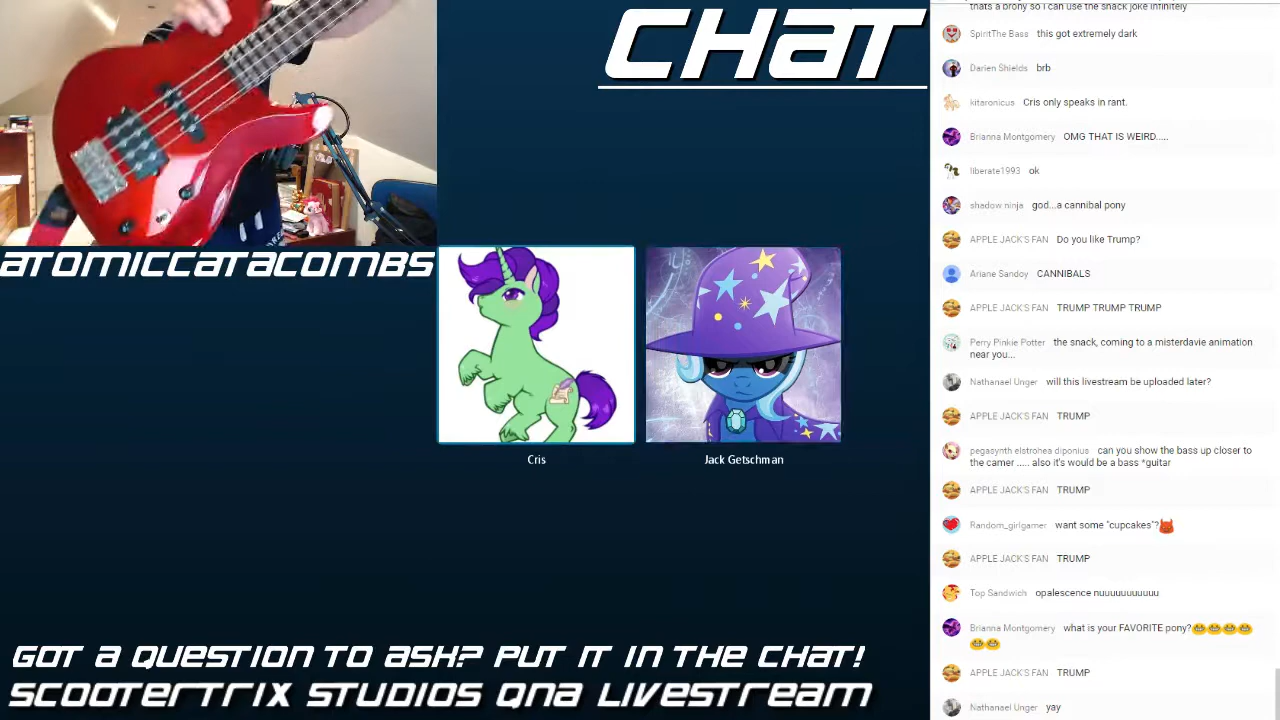 CHAT
ATOMICCATACOMBS
Cris
Jack Getschman
GOT A QUESTION TO ASK? PUT IT IN THE CHAT!
SCOOTERTRIX STUDIOS QNA LIVESTREAM
thats a brony so i can use the snack joke infinitely
SpiritThe Bass this got extremely dark
Darien Shields brb
kitaronicus Cris only speaks in rant.
Brianna Montgomery OMG THAT IS WEIRD.....
liberate1993 ok
shadow ninja god...a cannibal pony
APPLE JACK'S FAN Do you like Trump?
Ariane Sandoy CANNIBALS
APPLE JACK'S FAN TRUMP TRUMP TRUMP
Perry Pinkie Potter the snack, coming to a misterdavie animation
near you...
Nathanael Unger will this livestream be uploaded later?
APPLE JACK'S FAN TRUMP
pegasynth elstrohea diponius can you show the bass up closer to
the camer ..... also it's would be a bass *guitar
APPLE JACK'S FAN TRUMP
Random_girlgamer want some "cupcakes"?
APPLE JACK'S FAN TRUMP
Top Sandwich opalescence nuuuuuuuuuuu
Brianna Montgomery what is your FAVORITE pony?
APPLE JACK'S FAN TRUMP
Nathanael Unger yay